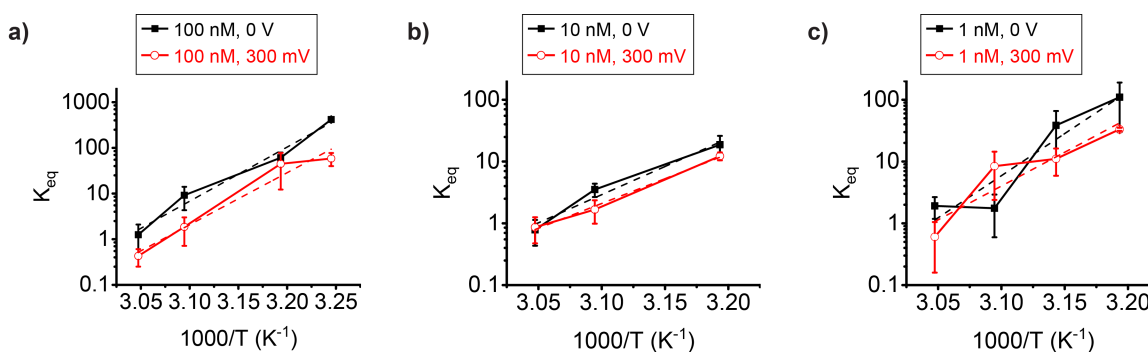 a)
100 nM, 0 V
100 nM, 300 mV
1000
100
10
1
0.1
K_eq
3.05 3.10 3.15 3.20 3.25
1000/T (K⁻¹)
b)
10 nM, 0 V
10 nM, 300 mV
100
10
1
0.1
K_eq
3.05 3.10 3.15 3.20
1000/T (K⁻¹)
c)
1 nM, 0 V
1 nM, 300 mV
100
10
1
0.1
K_eq
3.05 3.10 3.15 3.20
1000/T (K⁻¹)